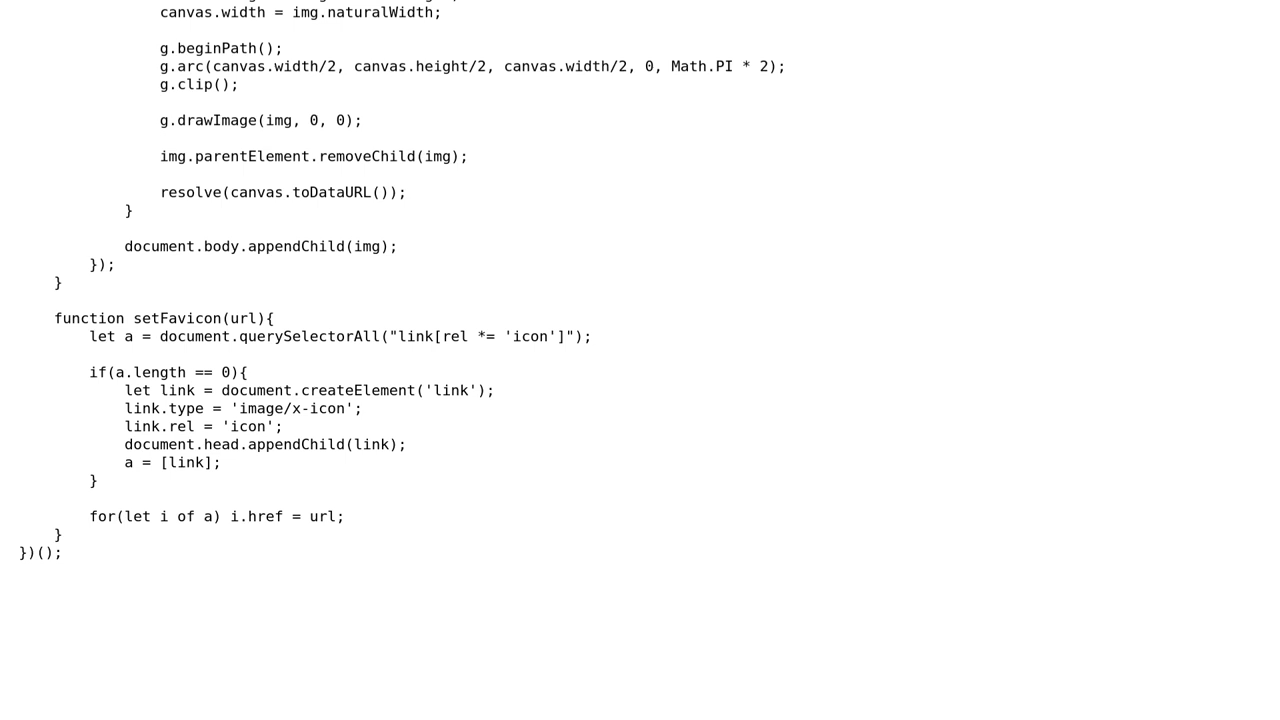 canvas.width = img.naturalWidth;
g.beginPath();
g.arc(canvas.width/2, canvas.height/2, canvas.width/2, 0, Math.PI * 2);
g.clip();
g.drawImage(img, 0, 0);
img.parentElement.removeChild(img);
resolve(canvas.toDataURL());
}
document.body.appendChild(img);
});
}
function setFavicon(url){
let a = document.querySelectorAll("link[rel *= 'icon']");
if(a.length == 0){
let link = document.createElement('link');
link.type = 'image/x-icon';
link.rel = 'icon';
document.head.appendChild(link);
a = [link];
}
for(let i of a) i.href = url;
}
})();